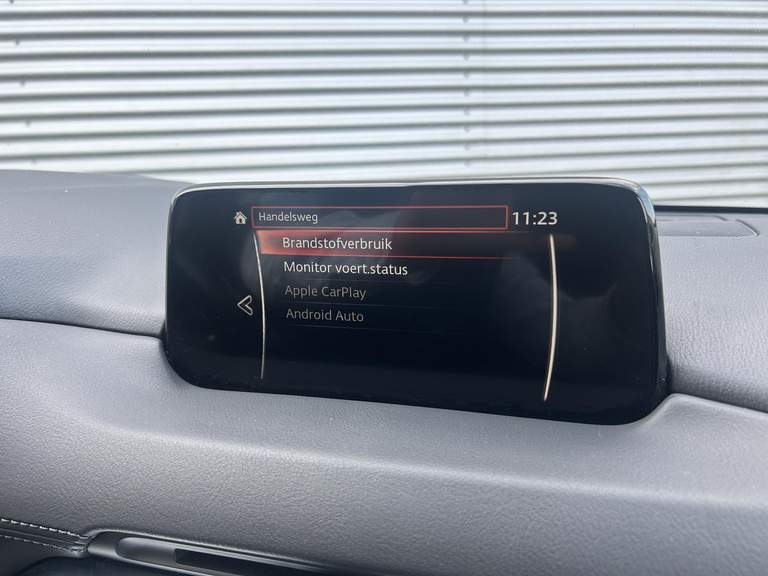 Handelsweg 11:23
Brandstofverbruik
Monitor voert.status
Apple CarPlay
Android Auto